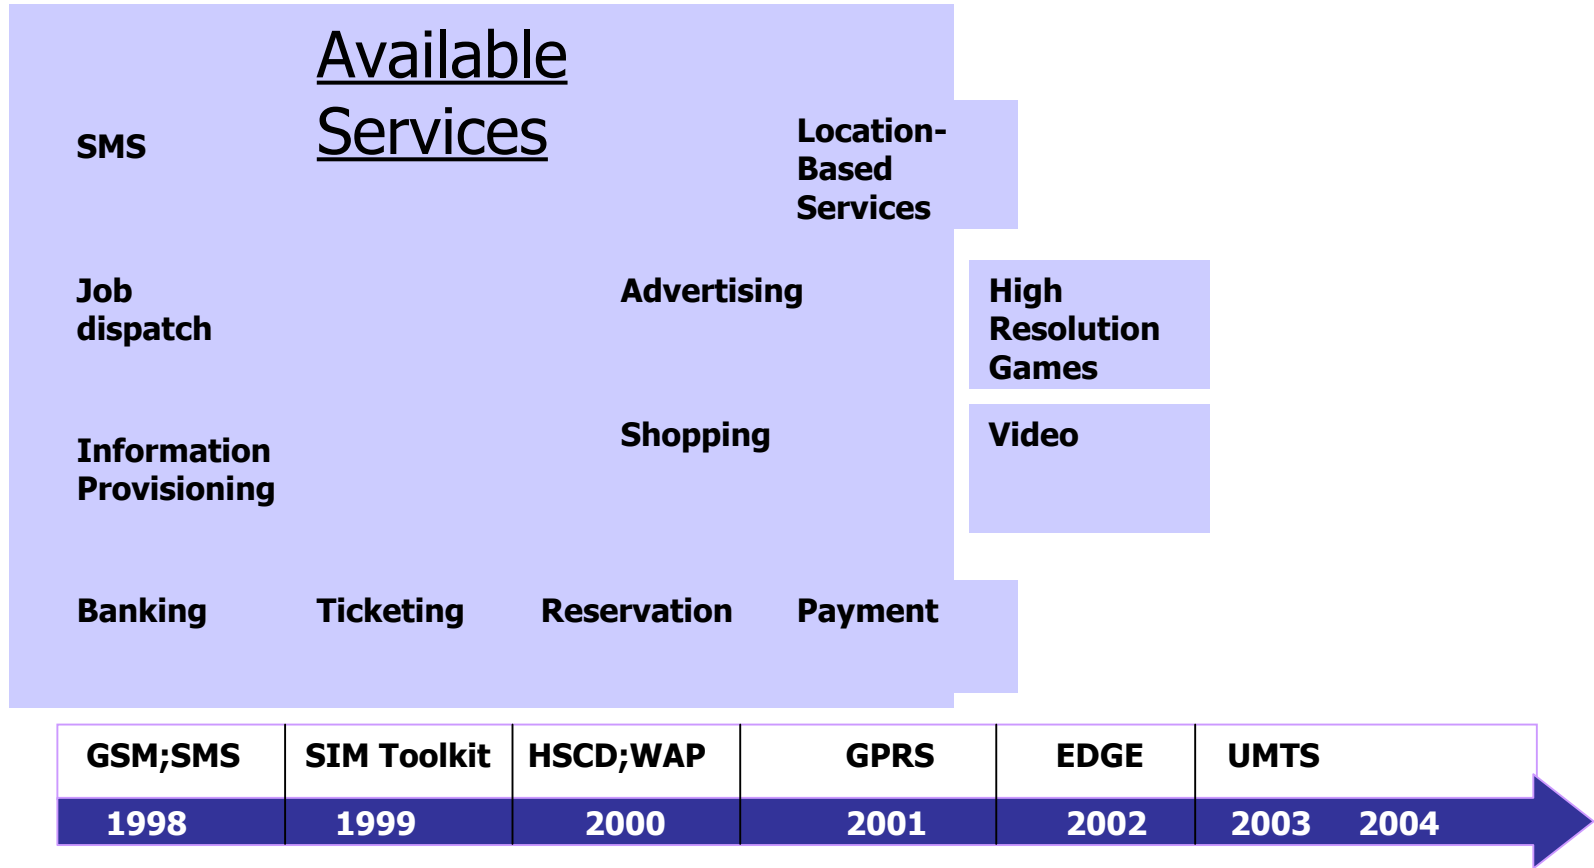 Available
Services
SMS
Location-
Based
Services
Job
dispatch
Advertising
High
Resolution
Games
Information
Provisioning
Shopping
Video
Banking
Ticketing
Reservation
Payment
GSM;SMS
SIM Toolkit
HSCD;WAP
GPRS
EDGE
UMTS
1998
1999
2000
2001
2002
2003
2004